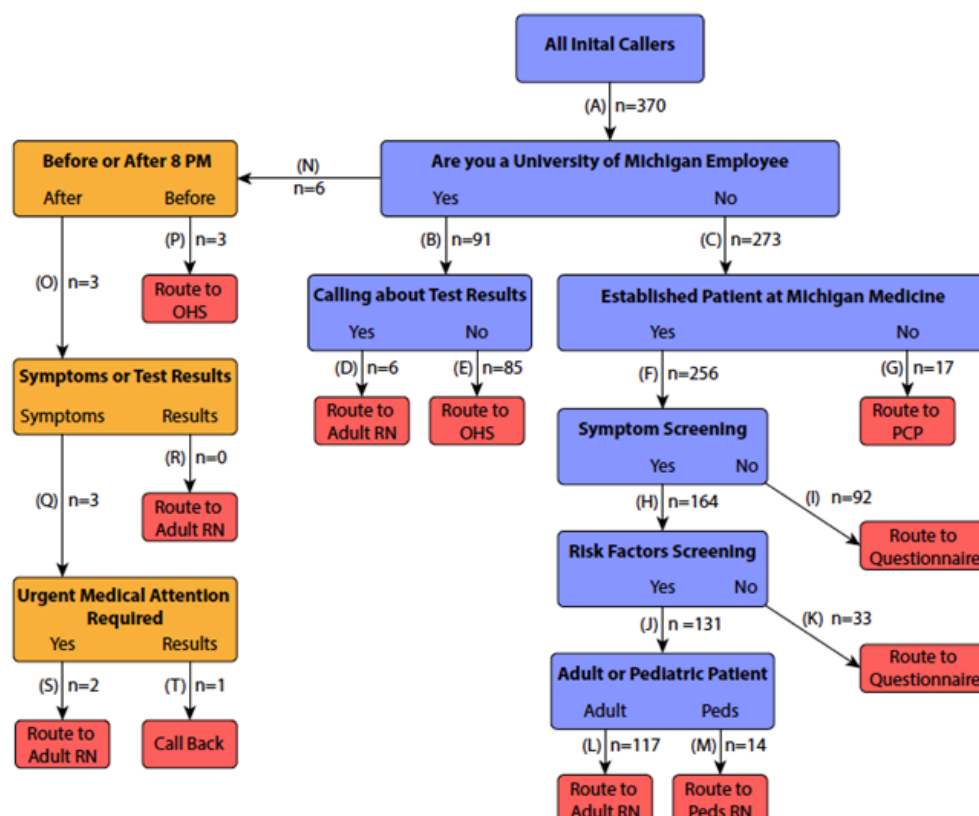 All Inital Callers
(A) n=370
Before or After 8 PM
After Before
(N)
n=6
Are you a University of Michigan Employee
Yes No
(P) n=3
(B) n=91
(C) n=273
(O) n=3
Route to
OHS
Calling about Test Results
Yes No
Established Patient at Michigan Medicine
Yes No
(D) n=6
(E) n=85
(F) n=256
(G) n=17
Symptoms or Test Results
Symptoms Results
Route to
Adult RN
Route to
OHS
Route to
PCP
Symptom Screening
Yes No
(R) n=0
(Q) n=3
Route to
Adult RN
(H) n=164
(I) n=92
Route to
Questionnaire
Risk Factors Screening
Yes No
Urgent Medical Attention
Required
Yes Results
(J) n =131
(K) n=33
Route to
Questionnaire
(S) n=2
(T) n=1
Adult or Pediatric Patient
Adult Peds
Route to
Adult RN
Call Back
(L) n=117
(M) n=14
Route to
Adult RN
Route to
Peds RN